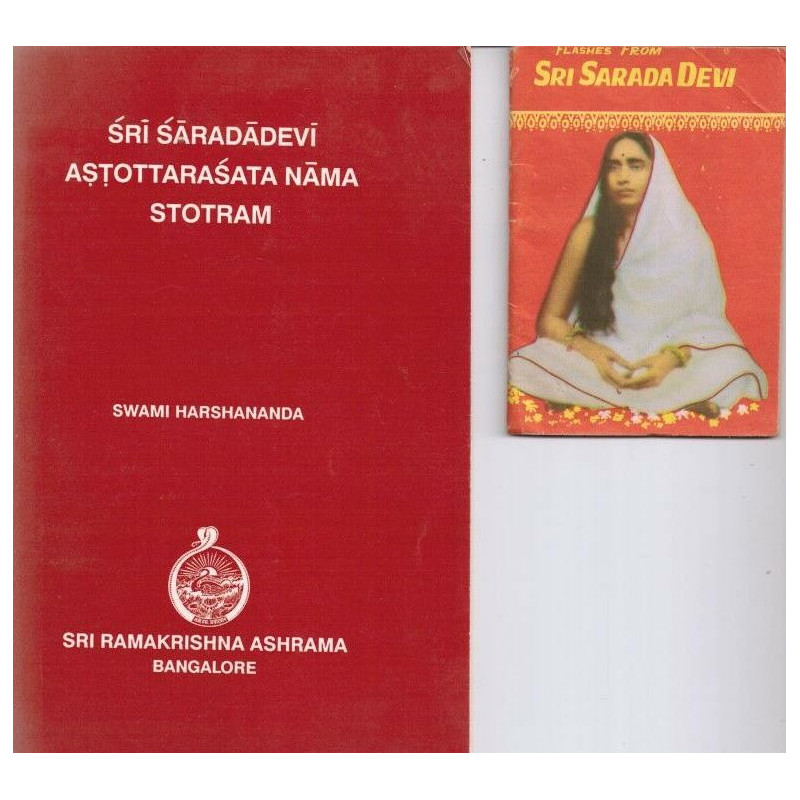 ŚRĪ ŚĀRADĀDEVĪ
AṢṬOTTARAŚATA NĀMA
STOTRAM
SWAMI HARSHANANDA
SRI RAMAKRISHNA ASHRAMA
BANGALORE
FLASHES FROM
SRI SARADA DEVI